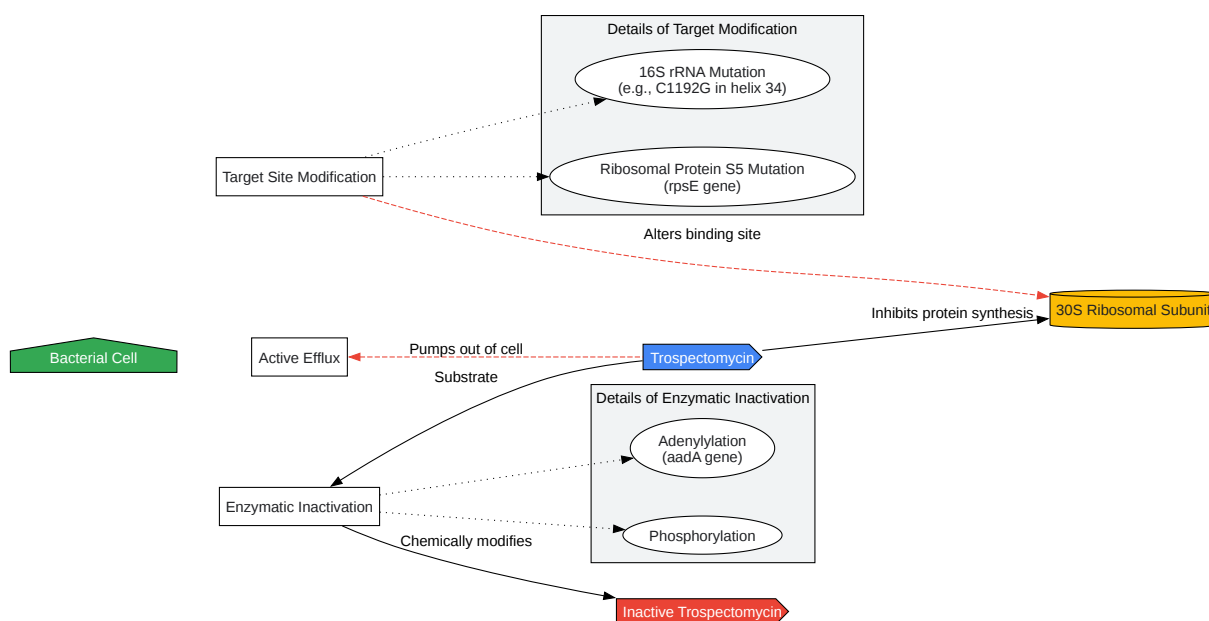 Details of Target Modification
16S rRNA Mutation
(e.g., C1192G in helix 34)
Target Site Modification
Ribosomal Protein S5 Mutation
(rpsE gene)
Alters binding site
Inhibits protein synthesis
30S Ribosomal Subunit
Bacterial Cell
Active Efflux
Pumps out of cell
Trospectomycin
Substrate
Details of Enzymatic Inactivation
Adenylylation
(aadA gene)
Enzymatic Inactivation
Phosphorylation
Chemically modifies
Inactive Trospectomycin